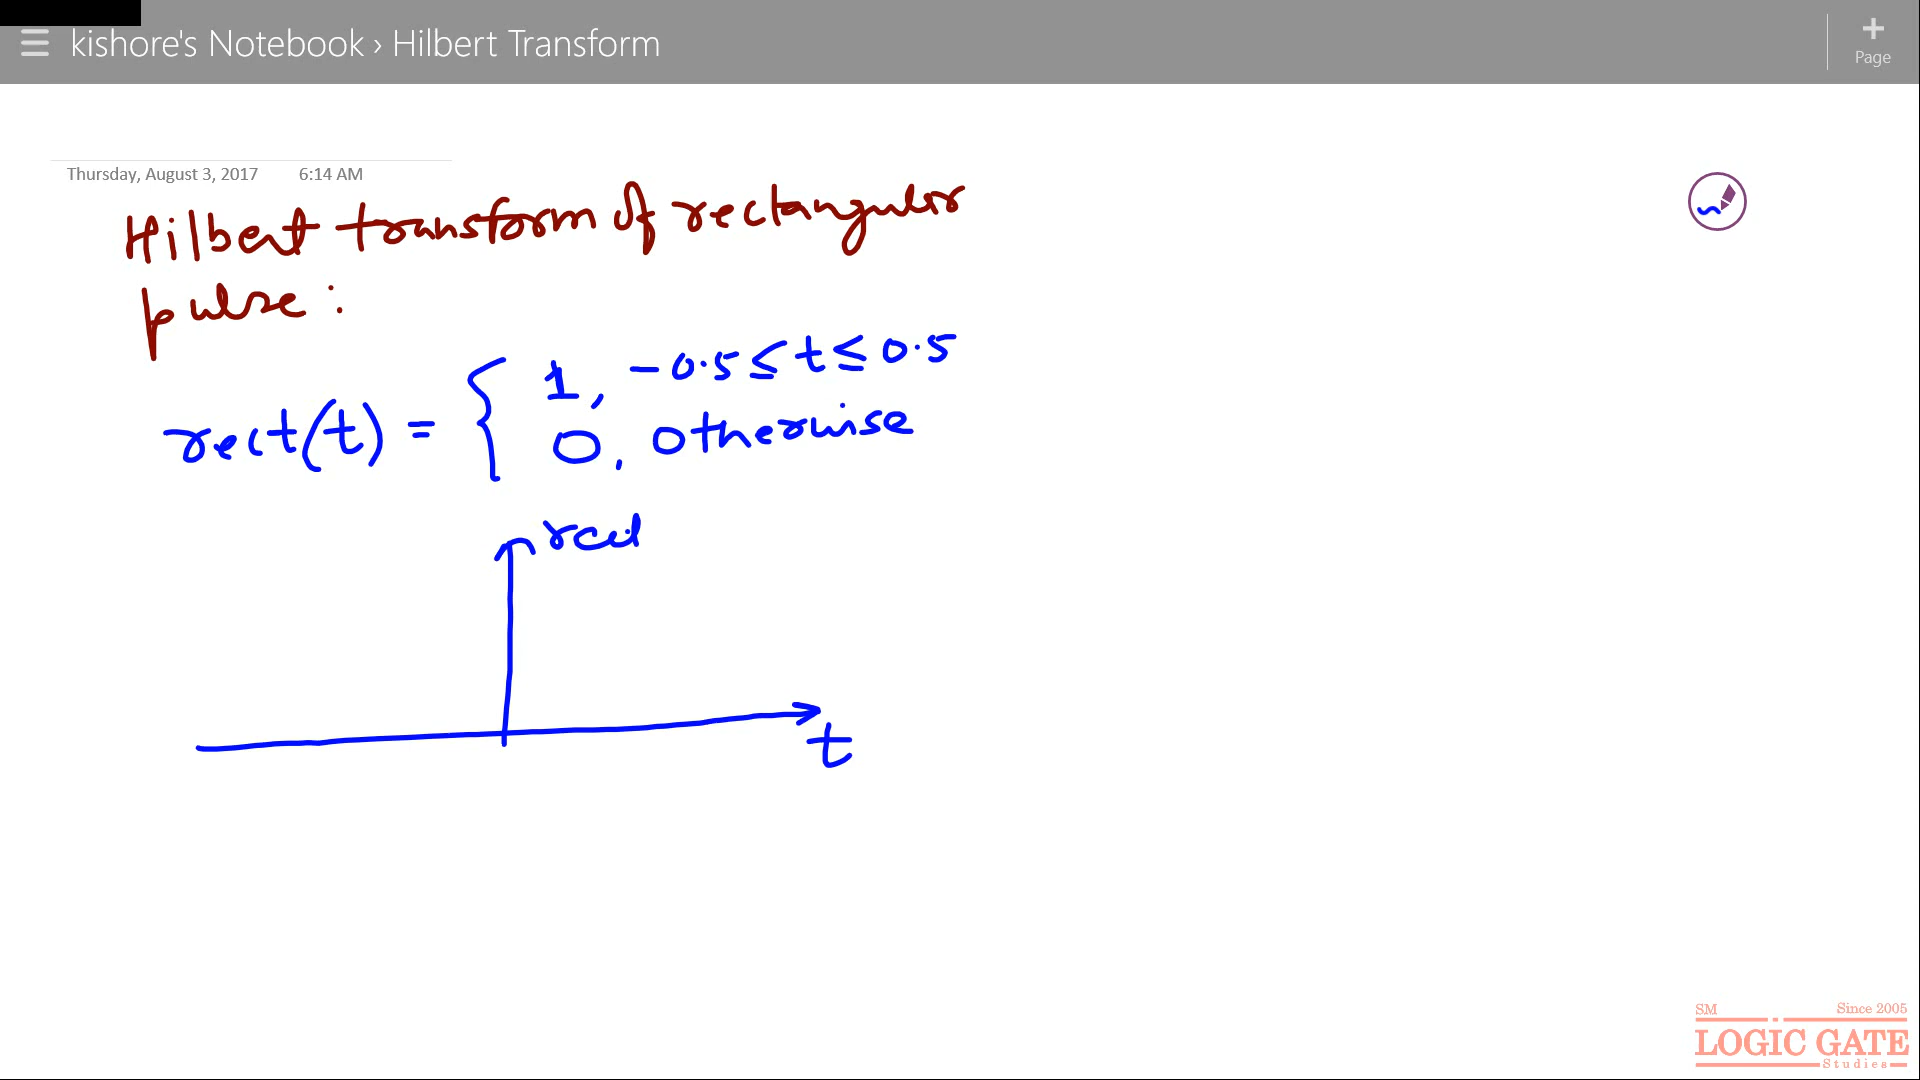 kishore's Notebook › Hilbert Transform
Page
Thursday, August 3, 2017 6:14 AM
Hilbert transform of rectangular
pulse :
rect(t) = { 1, -0.5 ≤ t ≤ 0.5
0, otherwise
t
SM Since 2005
LOGIC GATE
Studies